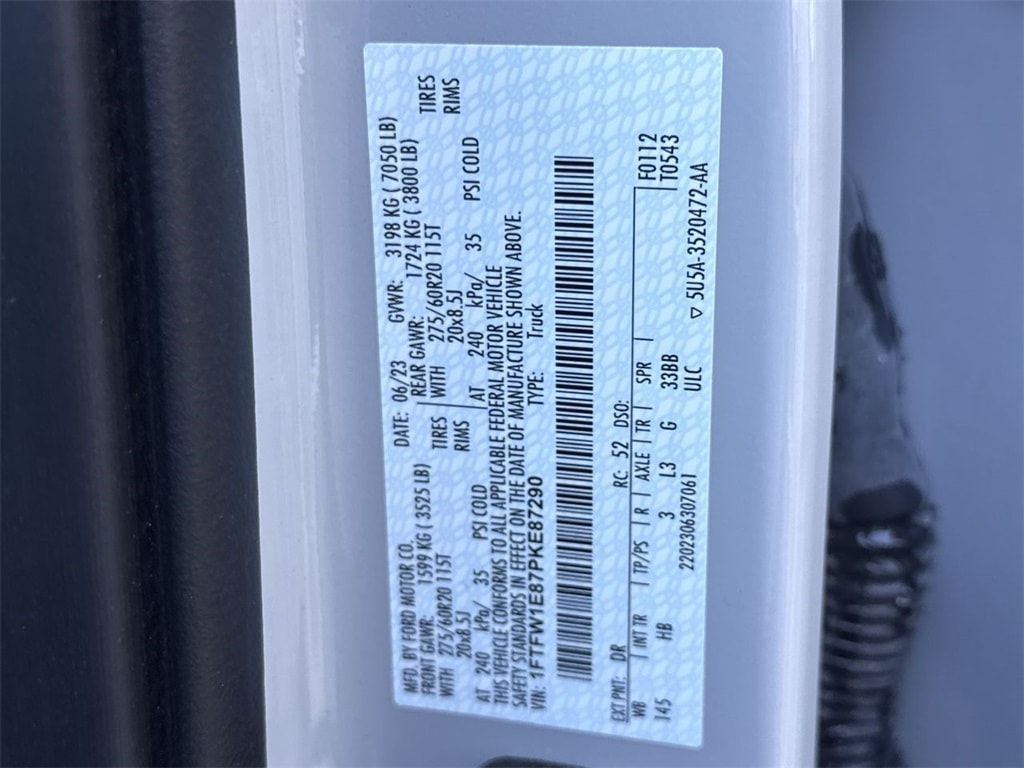 MFD. BY FORD MOTOR CO. DATE: 06/23 GVWR: 3198 KG ( 7050 LB)
FRONT GAWR: 1599 KG ( 3525 LB) REAR GAWR: 1724 KG ( 3800 LB)
WITH 275/60R20 115T TIRES WITH 275/60R20 115T TIRES
20x8.5J RIMS 20x8.5J RIMS
AT 240 kPa/ 35 PSI COLD AT 240 kPa/ 35 PSI COLD
THIS VEHICLE CONFORMS TO ALL APPLICABLE FEDERAL MOTOR VEHICLE
SAFETY STANDARDS IN EFFECT ON THE DATE OF MANUFACTURE SHOWN ABOVE.
VIN: 1FTFW1E87PKE87290 TYPE: Truck
EXT PNT: DR RC: 52 DSO: F0112
WB | INT TR | TP/PS | R | AXLE | TR | SPR | T0543
145 HB 3 L3 G 33BB
22023063070​61 ULC ▽ 5U5A-3520472-AA